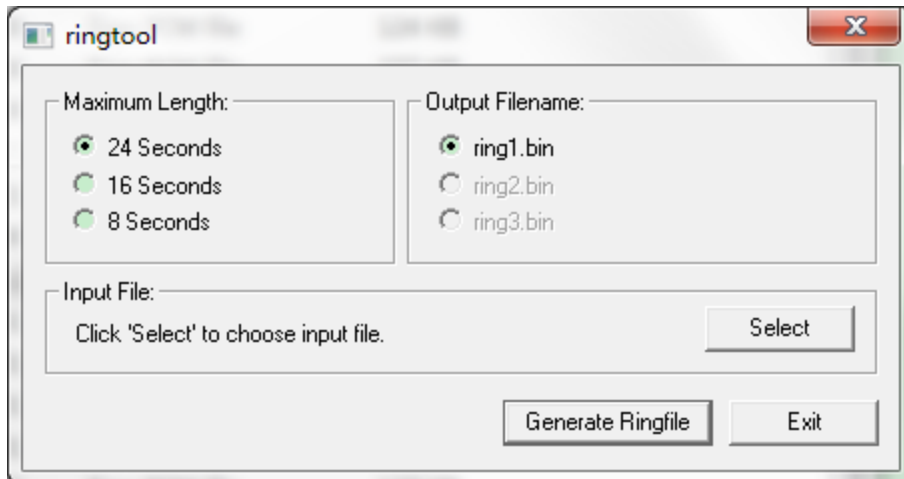 ringtool
Maximum Length:
24 Seconds
16 Seconds
8 Seconds
Output Filename:
ring1.bin
ring2.bin
ring3.bin
Input File:
Click 'Select' to choose input file.
Select
Generate Ringfile
Exit